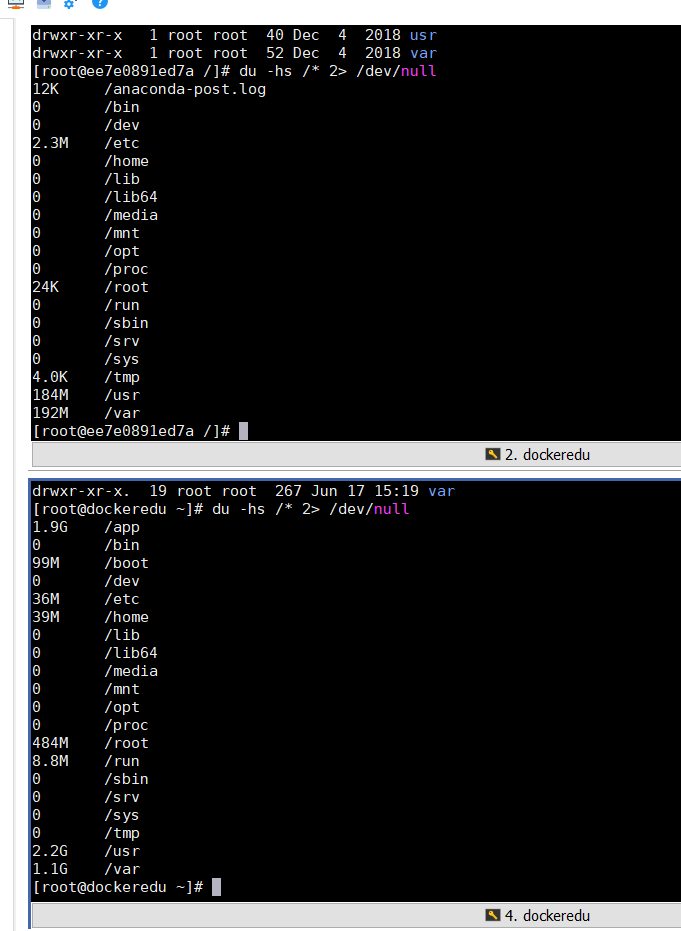 drwxr-xr-x   1 root root  40 Dec  4  2018 usr
drwxr-xr-x   1 root root  52 Dec  4  2018 var
[root@ee7e0891ed7a /]# du -hs /* 2> /dev/null
12K     /anaconda-post.log
0       /bin
0       /dev
2.3M    /etc
0       /home
0       /lib
0       /lib64
0       /media
0       /mnt
0       /opt
0       /proc
24K     /root
0       /run
0       /sbin
0       /srv
0       /sys
4.0K    /tmp
184M    /usr
192M    /var
[root@ee7e0891ed7a /]#
2. dockeredu
drwxr-xr-x.  19 root root  267 Jun 17 15:19 var
[root@dockeredu ~]# du -hs /* 2> /dev/null
1.9G    /app
0       /bin
99M     /boot
0       /dev
36M     /etc
39M     /home
0       /lib
0       /lib64
0       /media
0       /mnt
0       /opt
0       /proc
484M    /root
8.8M    /run
0       /sbin
0       /srv
0       /sys
0       /tmp
2.2G    /usr
1.1G    /var
[root@dockeredu ~]#
4. dockeredu